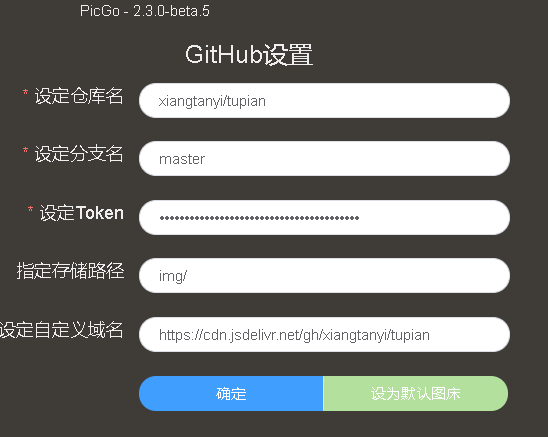 PicGo - 2.3.0-beta.5
GitHub设置
* 设定仓库名 xiangtanyi/tupian
* 设定分支名 master
* 设定Token ••••••••••••••••••••••••••••••••••••••••
指定存储路径 img/
设定自定义域名 https://cdn.jsdelivr.net/gh/xiangtanyi/tupian
确定 设为默认图床